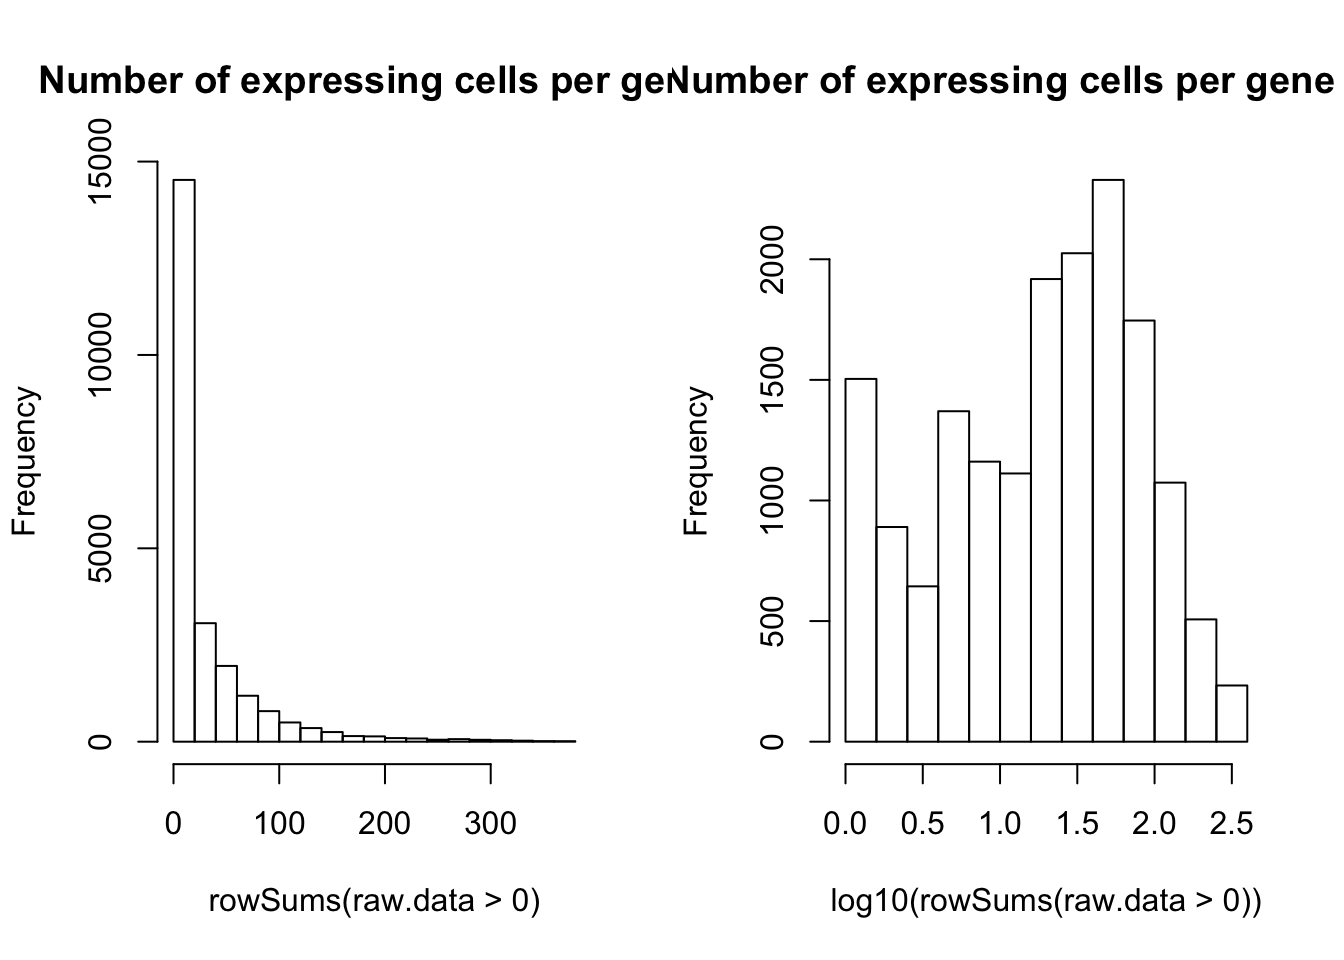 Number of expressing cells per ge
Number of expressing cells per gene
Frequency
15000
10000
5000
0
0 100 200 300
rowSums(raw.data > 0)
Frequency
2000
1500
1000
500
0
0.0 0.5 1.0 1.5 2.0 2.5
log10(rowSums(raw.data > 0))